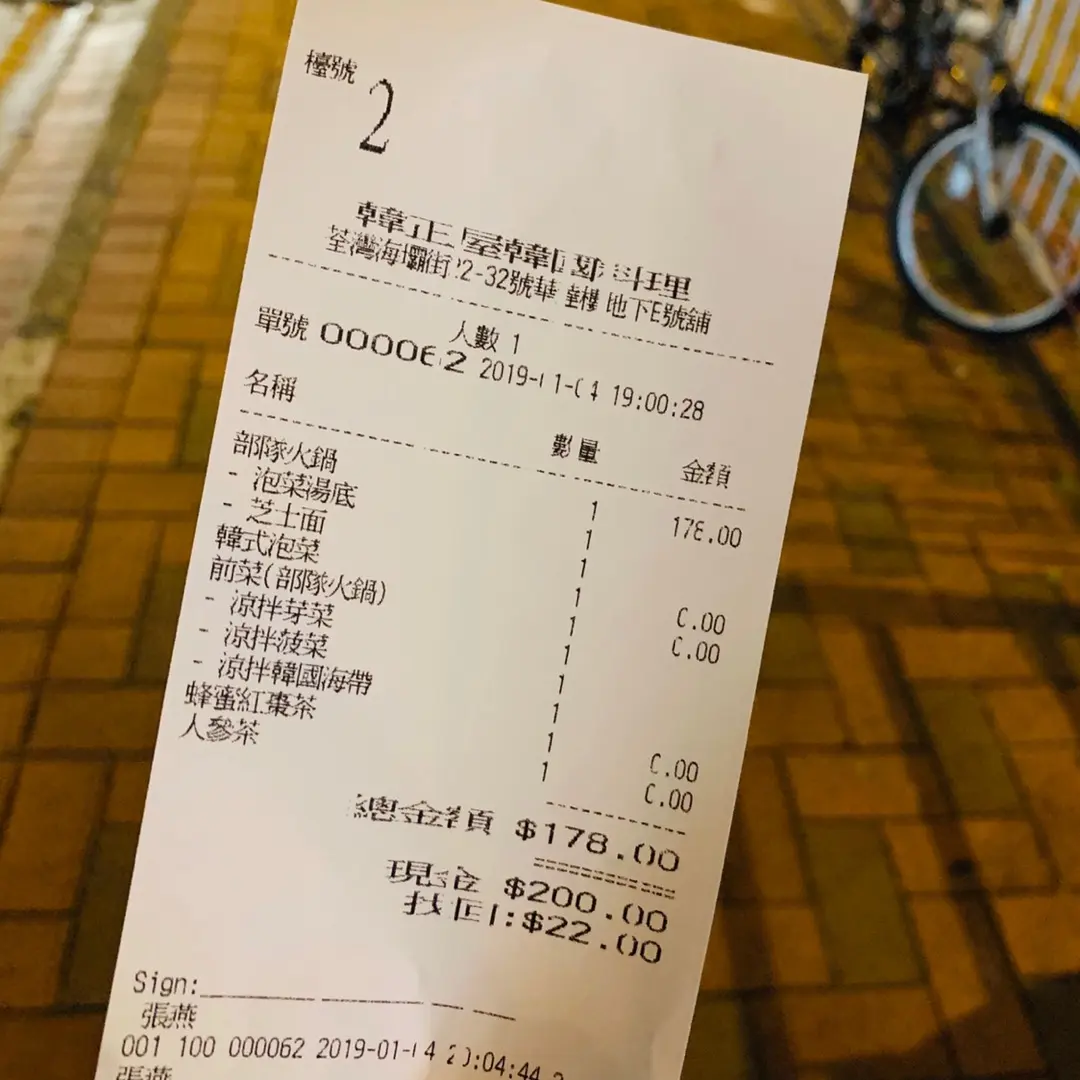 檯號
2
韓正屋韓國料理
荃灣海壩街22-32號華 華樓 地下E號舖
人數 1
單號 000062 2019-01-04 19:00:28
名稱 數量 金額
部隊火鍋 1 178.00
- 泡菜湯底 1
- 芝士面 1
韓式泡菜 1 0.00
前菜(部隊火鍋) 1 0.00
- 涼拌芽菜 1
- 涼拌菠菜 1
- 涼拌韓國海帶 1
蜂蜜紅棗茶 1 0.00
人參茶 1 0.00
總金額 $178.00
現金 $200.00
找回:$22.00
Sign:
張燕
001 100 000062 2019-01-04 20:04:44
張燕